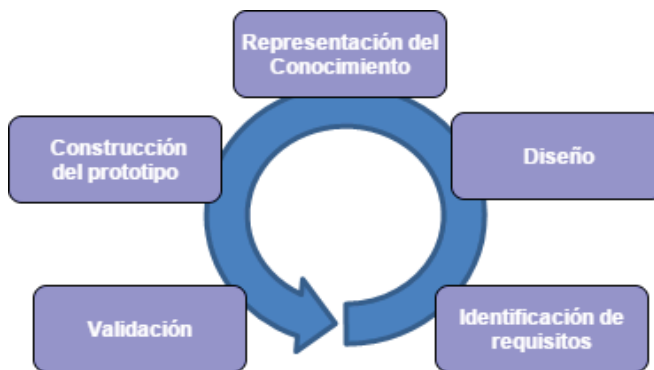 Representación del
Conocimiento
Construcción
del prototipo
Diseño
Validación
Identificación de
requisitos